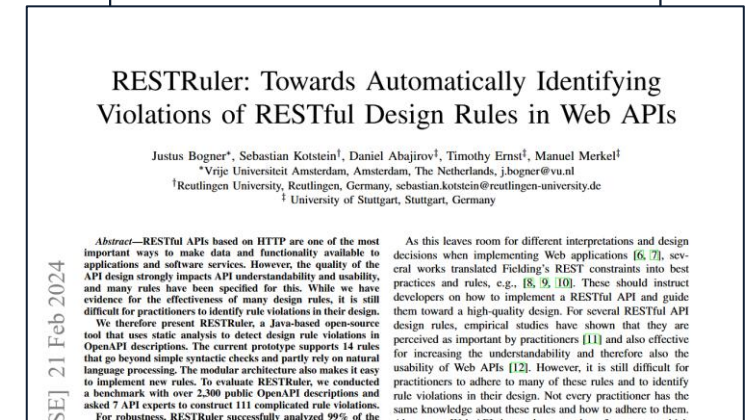 RESTRuler: Towards Automatically Identifying
Violations of RESTful Design Rules in Web APIs
Justus Bogner*, Sebastian Kotstein†, Daniel Abajirov‡, Timothy Ernst‡, Manuel Merkel‡
*Vrije Universiteit Amsterdam, Amsterdam, The Netherlands, j.bogner@vu.nl
†Reutlingen University, Reutlingen, Germany, sebastian.kotstein@reutlingen-university.de
‡ University of Stuttgart, Stuttgart, Germany
SE] 21 Feb 2024
Abstract—RESTful APIs based on HTTP are one of the most
important ways to make data and functionality available to
applications and software services. However, the quality of the
API design strongly impacts API understandability and usability,
and many rules have been specified for this. While we have
evidence for the effectiveness of many design rules, it is still
difficult for practitioners to identify rule violations in their design.
We therefore present RESTRuler, a Java-based open-source
tool that uses static analysis to detect design rule violations in
OpenAPI descriptions. The current prototype supports 14 rules
that go beyond simple syntactic checks and partly rely on natural
language processing. The modular architecture also makes it easy
to implement new rules. To evaluate RESTRuler, we conducted
a benchmark with over 2,300 public OpenAPI descriptions and
asked 7 API experts to construct 111 complicated rule violations.
For robustness, RESTRuler successfully analyzed 99% of the
As this leaves room for different interpretations and design
decisions when implementing Web applications [6, 7], sev-
eral works translated Fielding's REST constraints into best
practices and rules, e.g., [8, 9, 10]. These should instruct
developers on how to implement a RESTful API and guide
them toward a high-quality design. For several RESTful API
design rules, empirical studies have shown that they are
perceived as important by practitioners [11] and also effective
for increasing the understandability and therefore also the
usability of Web APIs [12]. However, it is still difficult for
practitioners to adhere to many of these rules and to identify
rule violations in their design. Not every practitioner has the
same knowledge about these rules and how to adhere to them.